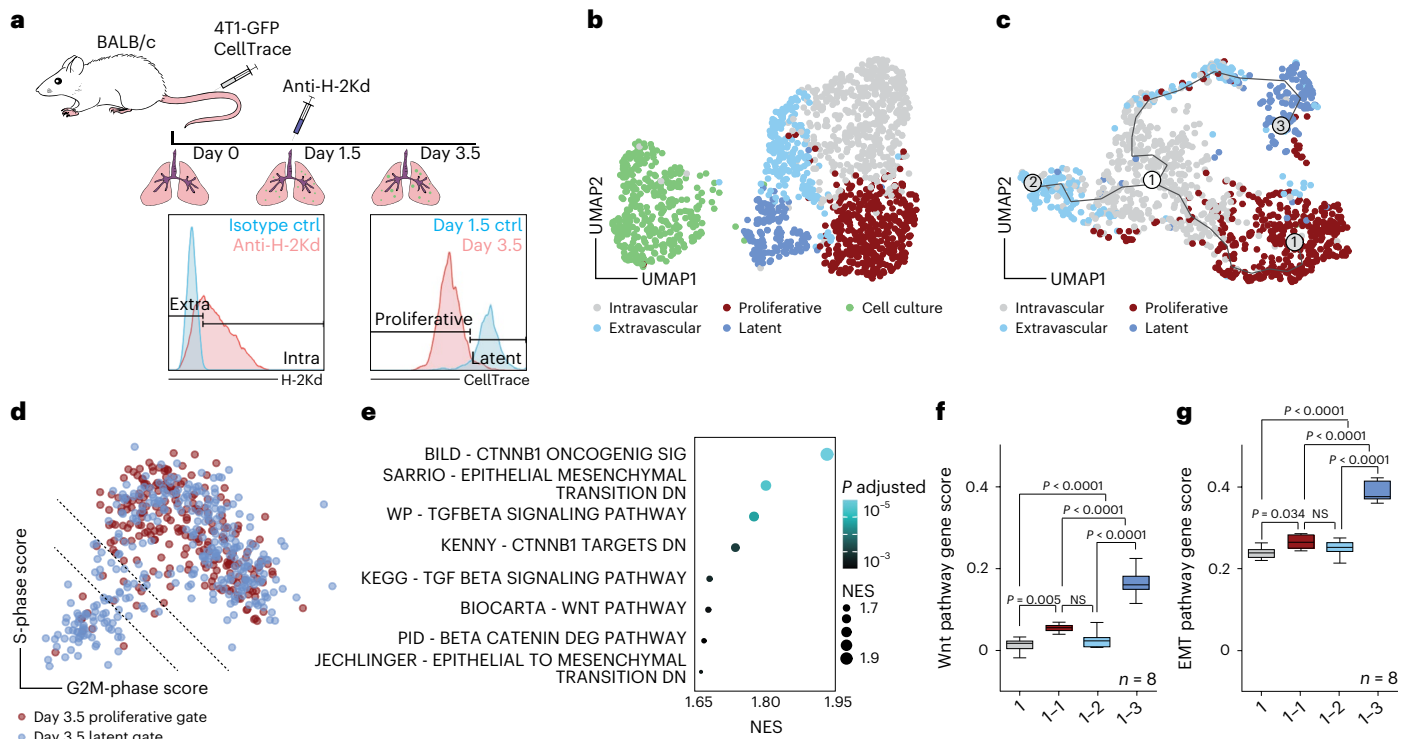 a
BALB/c
4T1-GFP
CellTrace
Anti-H-2Kd
Day 0
Day 1.5
Day 3.5
Isotype ctrl
Anti-H-2Kd
Extra
Intra
H-2Kd
Day 1.5 ctrl
Day 3.5
Proliferative
Latent
CellTrace
b
UMAP2
UMAP1
Intravascular
Proliferative
Cell culture
Extravascular
Latent
c
UMAP2
UMAP1
1
2
3
1
Intravascular
Proliferative
Extravascular
Latent
d
S-phase score
G2M-phase score
Day 3.5 proliferative gate
Day 3.5 latent gate
e
BILD - CTNNB1 ONCOGENIG SIG
SARRIO - EPITHELIAL MESENCHYMAL
TRANSITION DN
WP - TGFBETA SIGNALING PATHWAY
KENNY - CTNNB1 TARGETS DN
KEGG - TGF BETA SIGNALING PATHWAY
BIOCARTA - WNT PATHWAY
PID - BETA CATENIN DEG PATHWAY
JECHLINGER - EPITHELIAL TO MESENCHYMAL
TRANSITION DN
1.65 1.80 1.95
NES
P adjusted
10⁻⁵
10⁻³
NES
1.7
1.9
f
Wnt pathway gene score
0.4
0.2
0
P < 0.0001
P < 0.0001
P < 0.0001
P = 0.005
NS
n = 8
1
1–1
1–2
1–3
g
EMT pathway gene score
0.4
0.2
0
P < 0.0001
P < 0.0001
P < 0.0001
P = 0.034
NS
n = 8
1
1–1
1–2
1–3